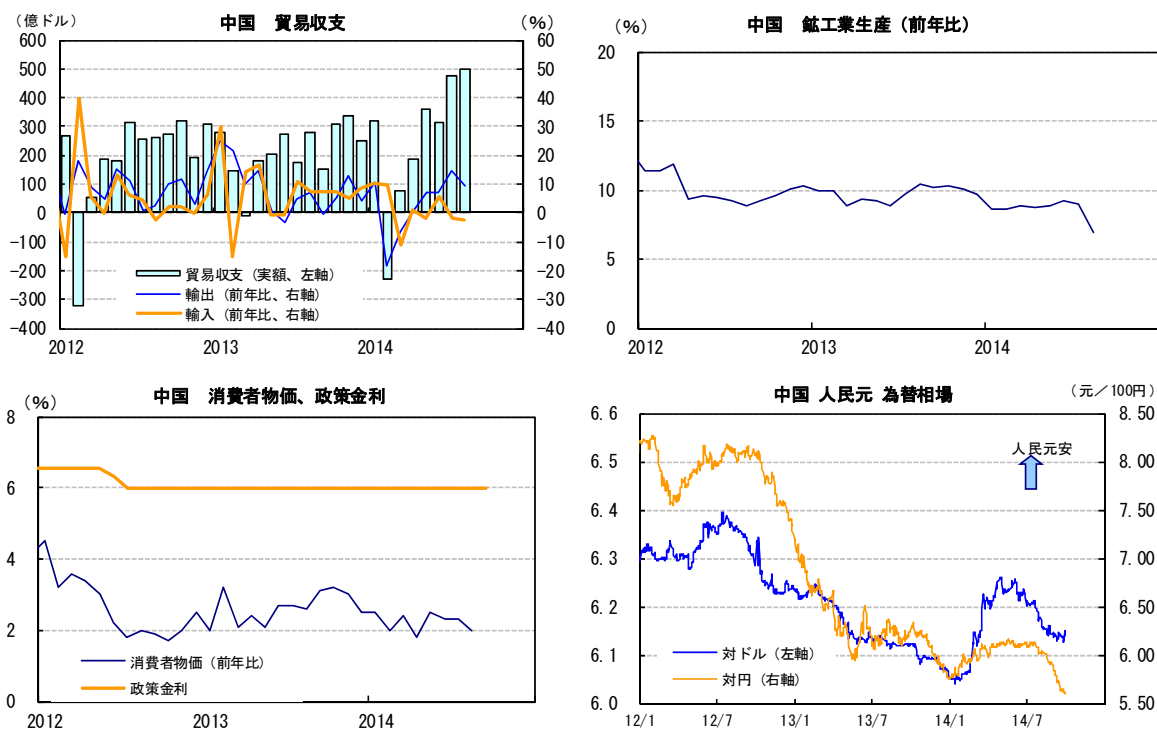 中国　貿易収支
（億ドル）
（％）
600
500
400
300
200
100
0
-100
-200
-300
-400
60
50
40
30
20
10
0
-10
-20
-30
-40
貿易収支（実額、左軸）
輸出（前年比、右軸）
輸入（前年比、右軸）
2012 2013 2014
中国　鉱工業生産（前年比）
（％）
20
15
10
5
0
2012 2013 2014
中国　消費者物価、政策金利
（％）
8
6
4
2
0
消費者物価（前年比）
政策金利
2012 2013 2014
中国 人民元 為替相場
（元／100円）
6.6
6.5
6.4
6.3
6.2
6.1
6.0
8.50
8.00
7.50
7.00
6.50
6.00
5.50
人民元安
対ドル（左軸）
対円（右軸）
12/1 12/7 13/1 13/7 14/1 14/7